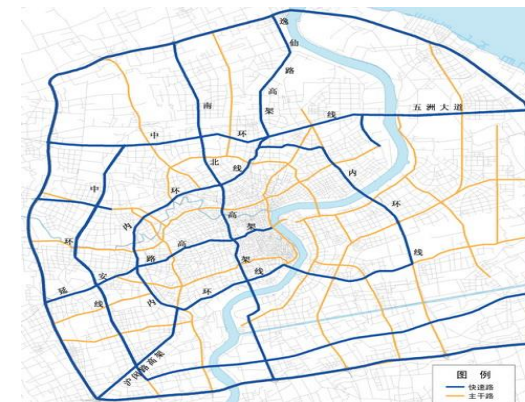 逸仙路高架
五洲大道
中环线
南北高架
中环线
内环线
内环线
延安路高架
沪闵路高架
图 例
快速路
主干路